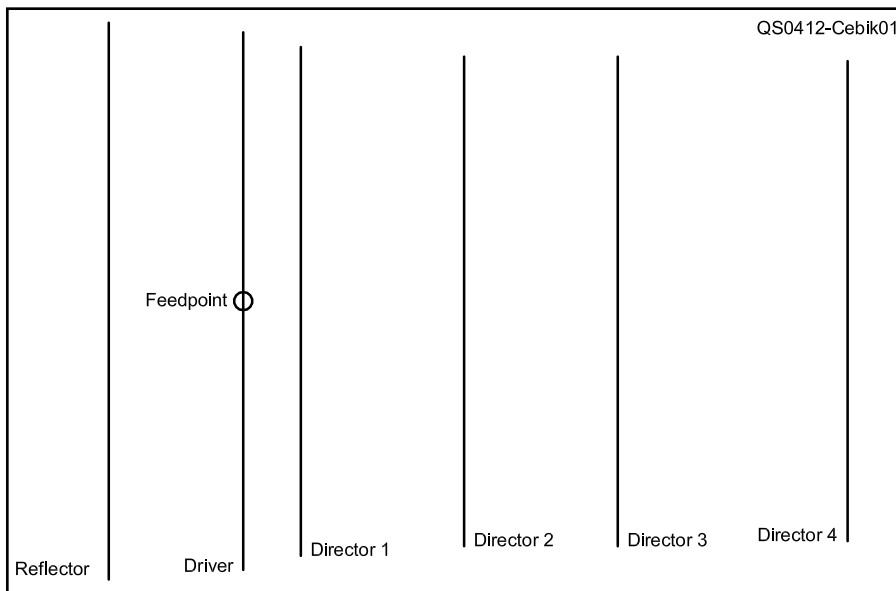 QS0412-Cebik01
Feedpoint
Reflector
Driver
Director 1
Director 2
Director 3
Director 4